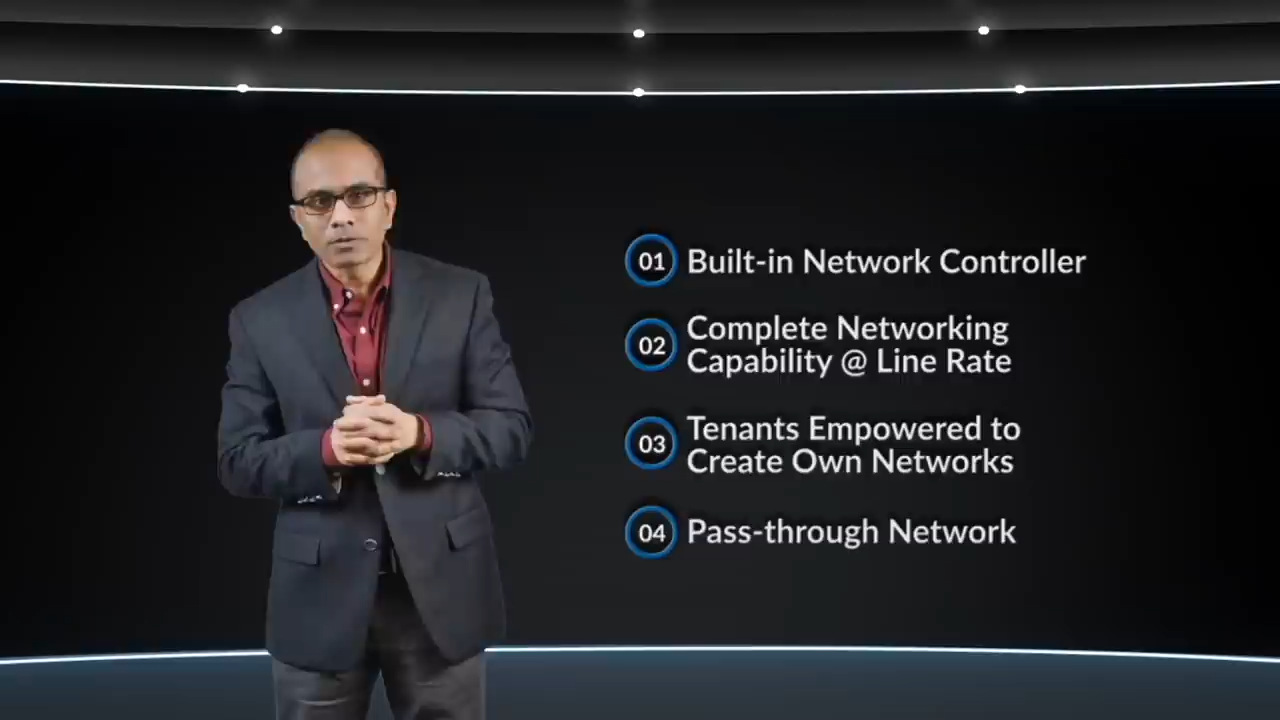 01 Built-in Network Controller
02 Complete Networking
Capability @ Line Rate
03 Tenants Empowered to
Create Own Networks
04 Pass-through Network